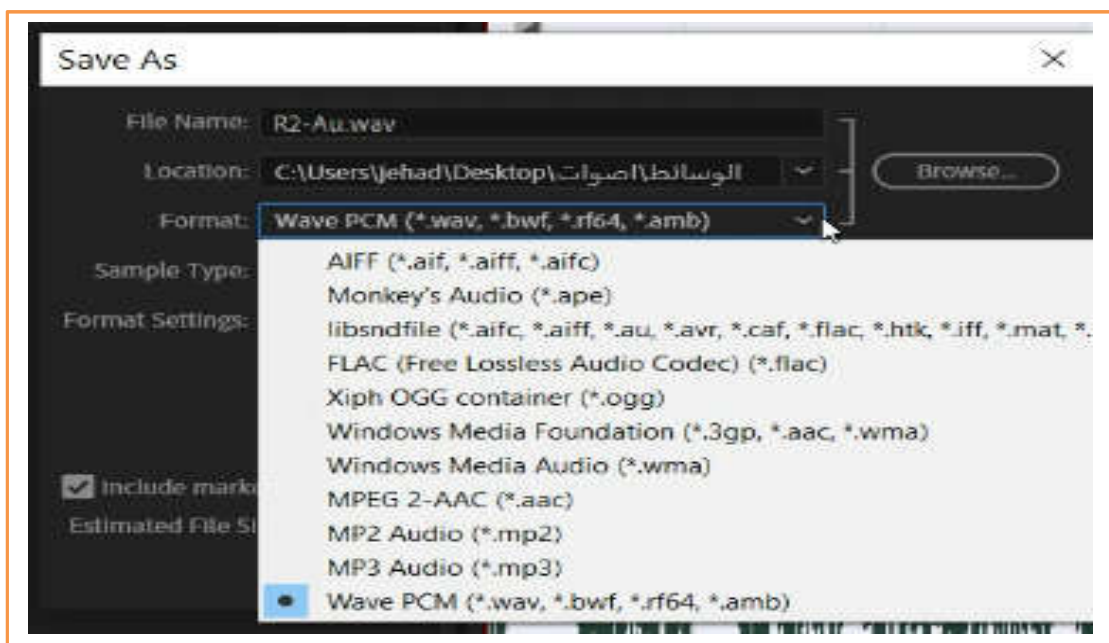 Save As
File Name: R2-Au.wav
Location: C:\Users\jehad\Desktop\الوسائط\اصوات
Browse...
Format: Wave PCM (*.wav, *.bwf, *.rf64, *.amb)
AIFF (*.aif, *.aiff, *.aifc)
Sample Type:
Monkey's Audio (*.ape)
Format Settings:
libsndfile (*.aifc, *.aiff, *.au, *.avr, *.caf, *.flac, *.htk, *.iff, *.mat, *.
FLAC (Free Lossless Audio Codec) (*.flac)
Xiph OGG container (*.ogg)
Windows Media Foundation (*.3gp, *.aac, *.wma)
Windows Media Audio (*.wma)
Include marke
MPEG 2-AAC (*.aac)
Estimated File Si
MP2 Audio (*.mp2)
MP3 Audio (*.mp3)
Wave PCM (*.wav, *.bwf, *.rf64, *.amb)